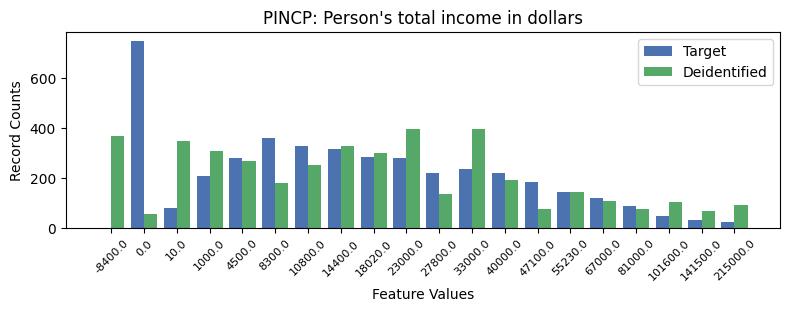 PINCP: Person's total income in dollars
Target
Deidentified
Record Counts
600
400
200
0
-8400.0 0.0 10.0 1000.0 4500.0 8300.0 10800.0 14400.0 18020.0 23000.0 27800.0 33000.0 40000.0 47100.0 55230.0 67000.0 81000.0 101600.0 141500.0 215000.0
Feature Values